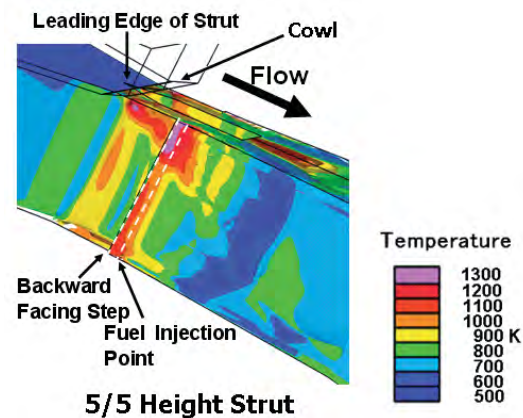 Leading Edge of Strut
Cowl
Flow
Backward
Facing Step
Fuel Injection
Point
5/5 Height Strut
Temperature
1300
1200
1100
1000
900 K
800
700
600
500